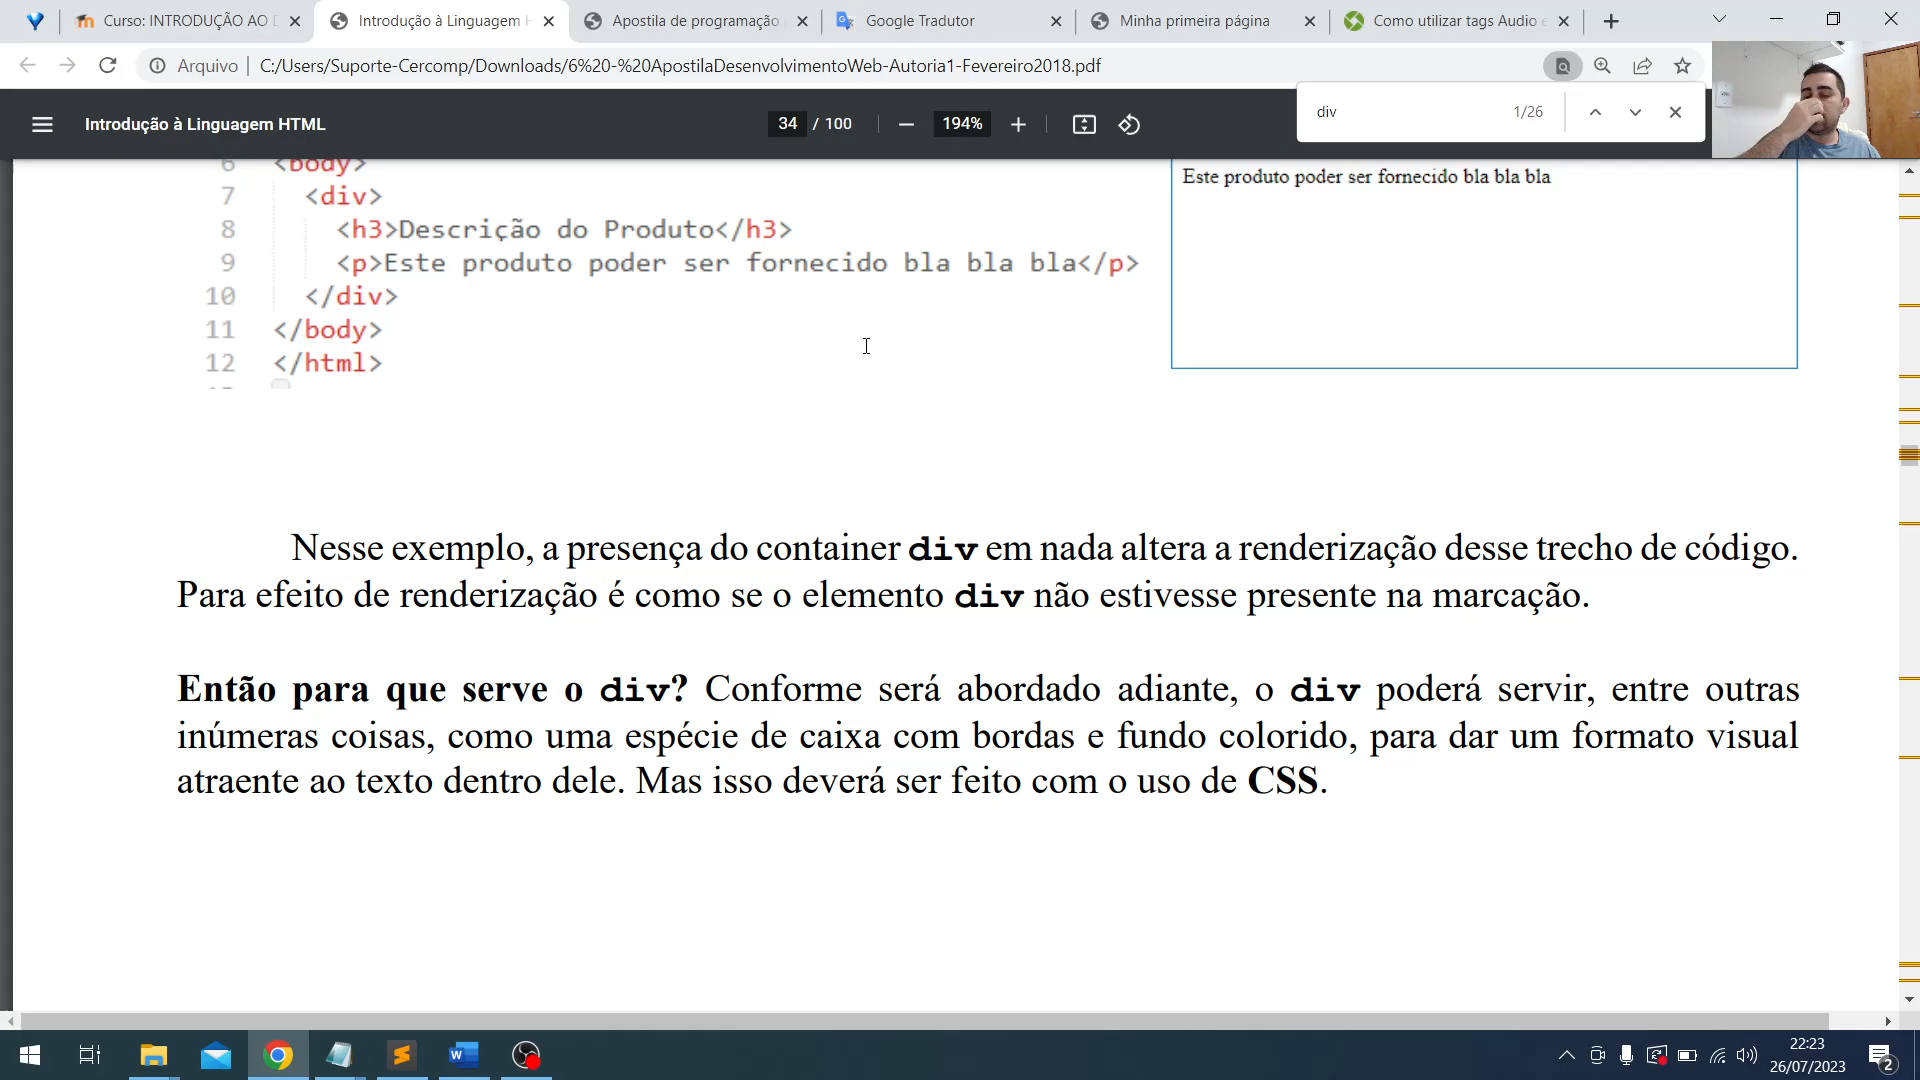 Curso: INTRODUÇÃO AO D
Introdução à Linguagem H
Apostila de programação
Google Tradutor
Minha primeira página
Como utilizar tags Audio e
Arquivo
C:/Users/Suporte-Cercomp/Downloads/6%20-%20ApostilaDesenvolvimentoWeb-Autoria1-Fevereiro2018.pdf
div
1/26
Introdução à Linguagem HTML
34 / 100
194%
6 <body>
7 <div>
8 <h3>Descrição do Produto</h3>
9 <p>Este produto poder ser fornecido bla bla bla</p>
10 </div>
11 </body>
12 </html>
Este produto poder ser fornecido bla bla bla
Nesse exemplo, a presença do container div em nada altera a renderização desse trecho de código.
Para efeito de renderização é como se o elemento div não estivesse presente na marcação.
Então para que serve o div? Conforme será abordado adiante, o div poderá servir, entre outras
inúmeras coisas, como uma espécie de caixa com bordas e fundo colorido, para dar um formato visual
atraente ao texto dentro dele. Mas isso deverá ser feito com o uso de CSS.
22:23
26/07/2023
2